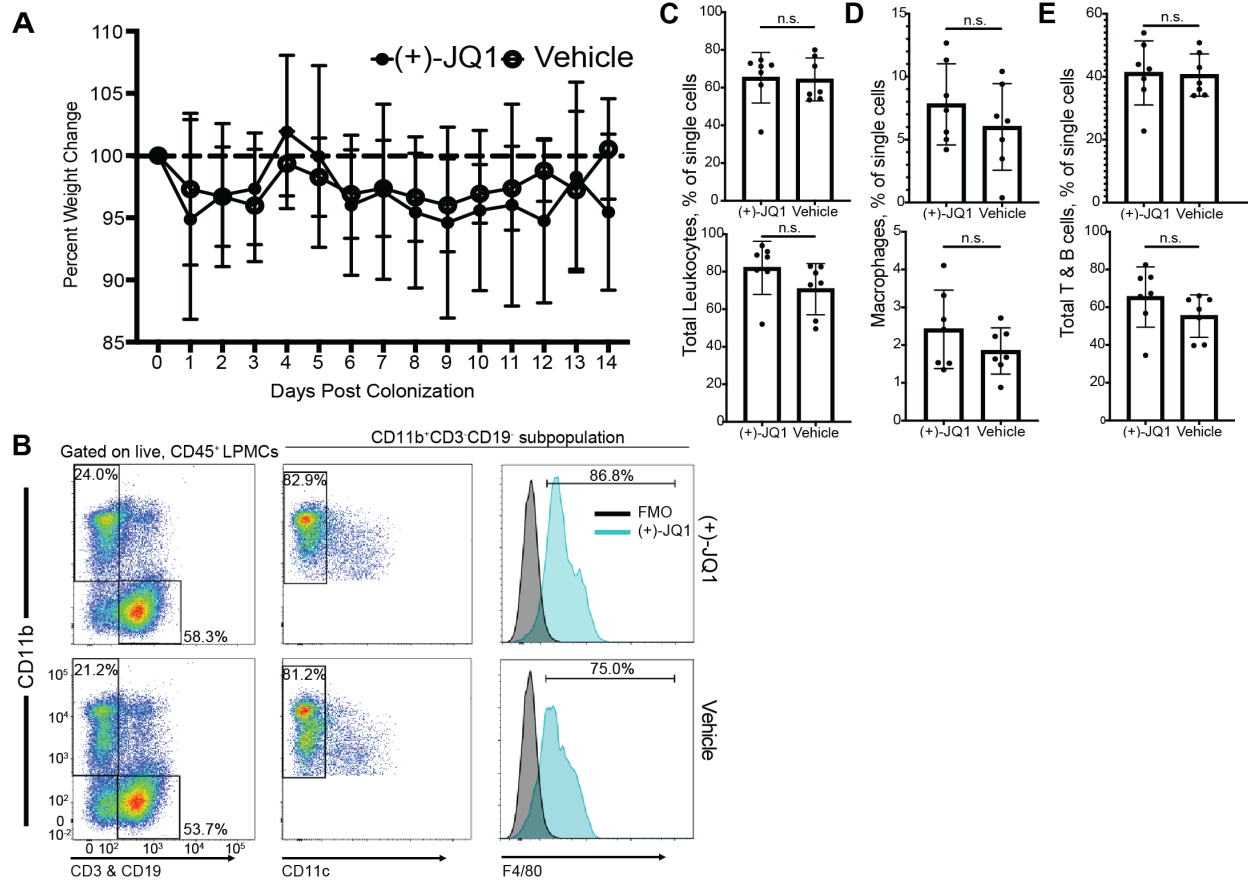 A
110
105
100
95
90
85
Percent Weight Change
(+)-JQ1 Vehicle
0 1 2 3 4 5 6 7 8 9 10 11 12 13 14
Days Post Colonization
C
Total Leukocytes, % of single cells
100
80
60
40
20
0
n.s.
(+)-JQ1 Vehicle
100
80
60
40
20
0
n.s.
(+)-JQ1 Vehicle
D
Macrophages, % of single cells
15
10
5
0
n.s.
(+)-JQ1 Vehicle
5
4
3
2
1
0
n.s.
(+)-JQ1 Vehicle
E
Total T & B cells, % of single cells
60
40
20
0
n.s.
(+)-JQ1 Vehicle
100
80
60
40
20
0
n.s.
(+)-JQ1 Vehicle
B
Gated on live, CD45⁺ LPMCs
CD11b⁺CD3⁻CD19⁻ subpopulation
CD11b
24.0%
58.3%
82.9%
86.8%
FMO
(+)-JQ1
(+)-JQ1
21.2%
53.7%
81.2%
75.0%
Vehicle
10⁵
10⁴
10³
10²
0
10⁻²
0 10² 10³ 10⁴ 10⁵
CD3 & CD19
CD11c
F4/80